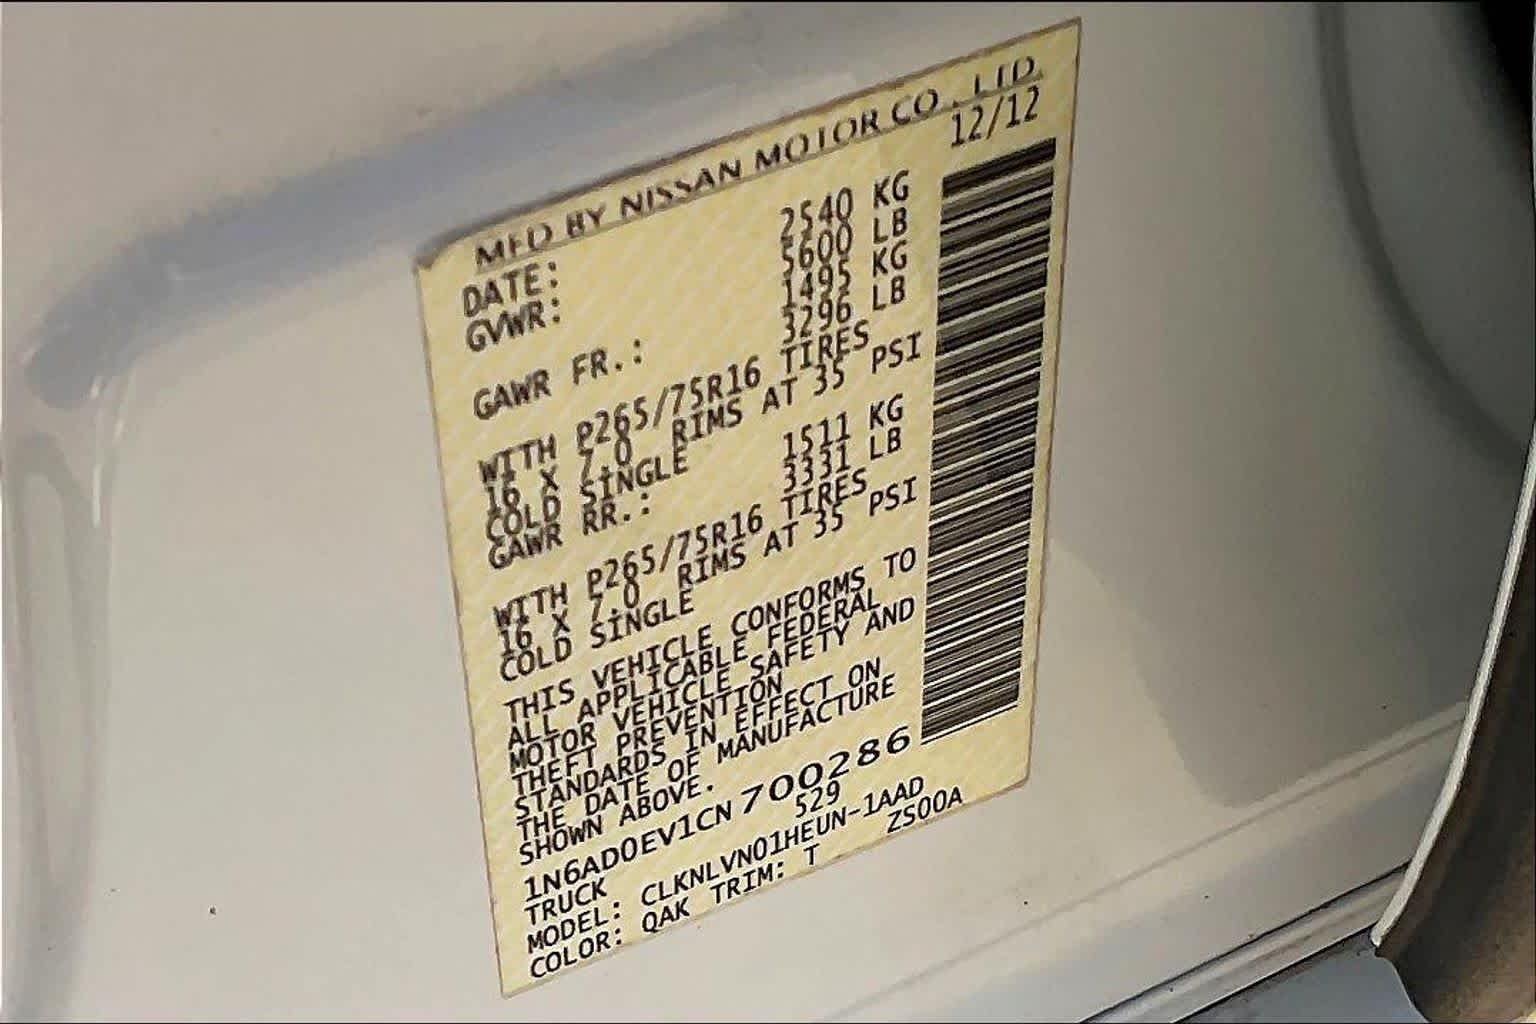 MFD BY NISSAN MOTOR CO., LTD.
DATE: 12/12
GVWR: 2540 KG
5600 LB
GAWR FR.: 1495 KG
3296 LB
WITH P265/75R16 TIRES
16 X 7.0 RIMS AT 35 PSI
COLD SINGLE
GAWR RR.: 1511 KG
3331 LB
WITH P265/75R16 TIRES
16 X 7.0 RIMS AT 35 PSI
COLD SINGLE
THIS VEHICLE CONFORMS TO
ALL APPLICABLE FEDERAL
MOTOR VEHICLE SAFETY AND
THEFT PREVENTION
STANDARDS IN EFFECT ON
THE DATE OF MANUFACTURE
SHOWN ABOVE.
1N6AD0EV1CN700286
TRUCK 529
MODEL: CLKNLVN01HEUN-1AAD
COLOR: QAK TRIM: T ZS00A